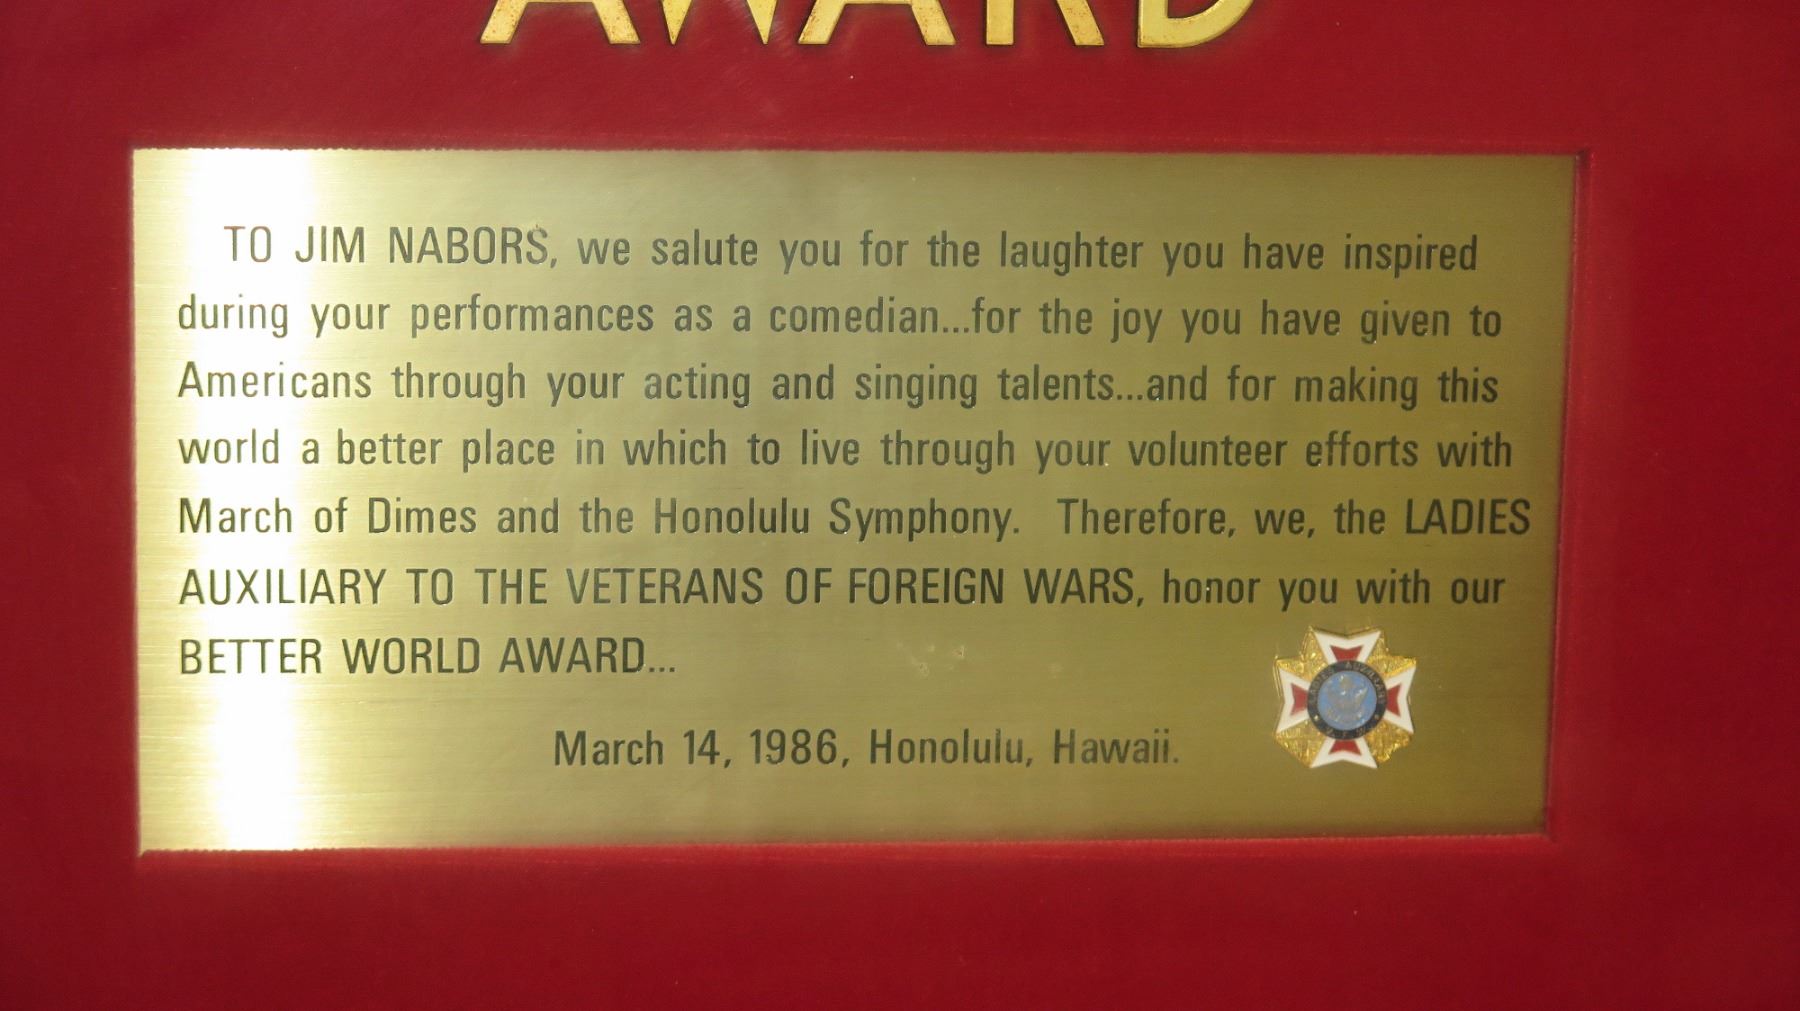 AWARD
TO JIM NABORS, we salute you for the laughter you have inspired
during your performances as a comedian...for the joy you have given to
Americans through your acting and singing talents...and for making this
world a better place in which to live through your volunteer efforts with
March of Dimes and the Honolulu Symphony. Therefore, we, the LADIES
AUXILIARY TO THE VETERANS OF FOREIGN WARS, honor you with our
BETTER WORLD AWARD...
March 14, 1986, Honolulu, Hawaii.
LADIES AUXILIARY
V.F.W.